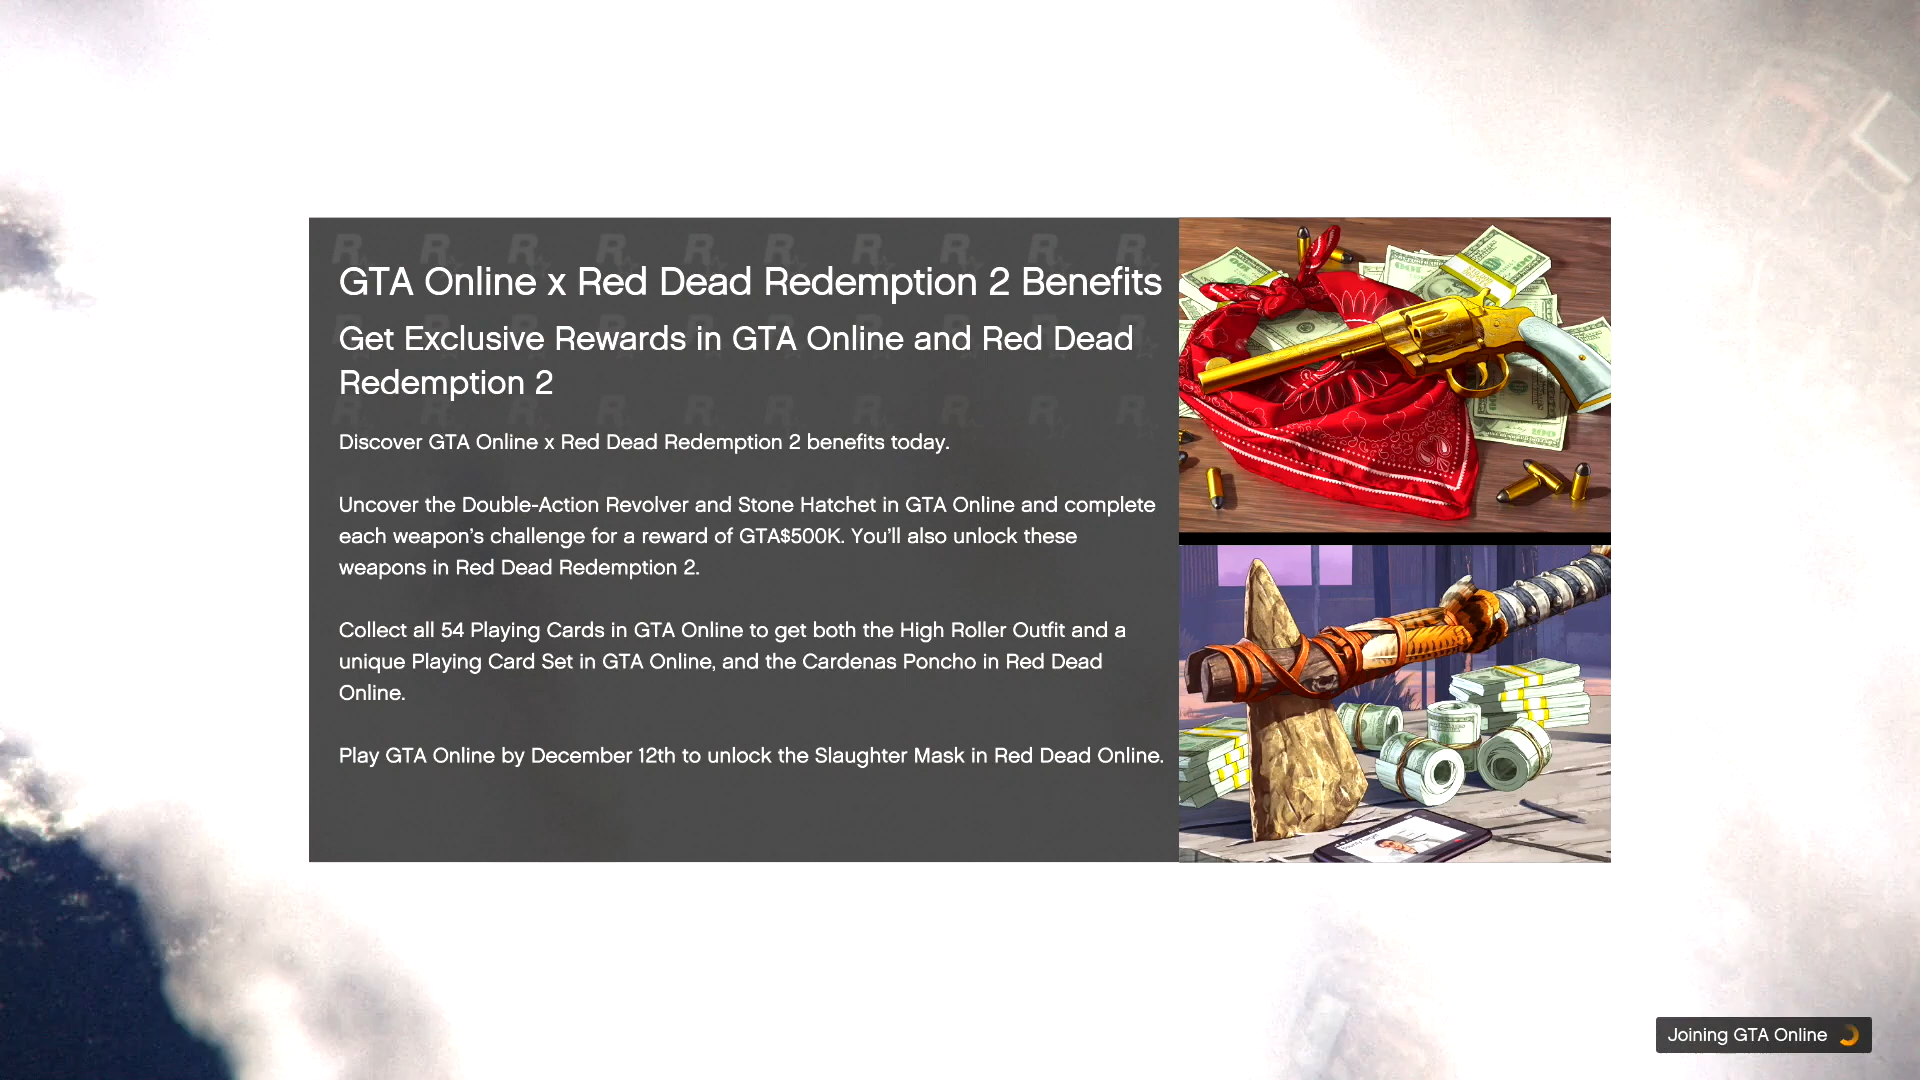 GTA Online x Red Dead Redemption 2 Benefits
Get Exclusive Rewards in GTA Online and Red Dead
Redemption 2
Discover GTA Online x Red Dead Redemption 2 benefits today.
Uncover the Double-Action Revolver and Stone Hatchet in GTA Online and complete
each weapon's challenge for a reward of GTA$500K. You'll also unlock these
weapons in Red Dead Redemption 2.
Collect all 54 Playing Cards in GTA Online to get both the High Roller Outfit and a
unique Playing Card Set in GTA Online, and the Cardenas Poncho in Red Dead
Online.
Play GTA Online by December 12th to unlock the Slaughter Mask in Red Dead Online.
Joining GTA Online